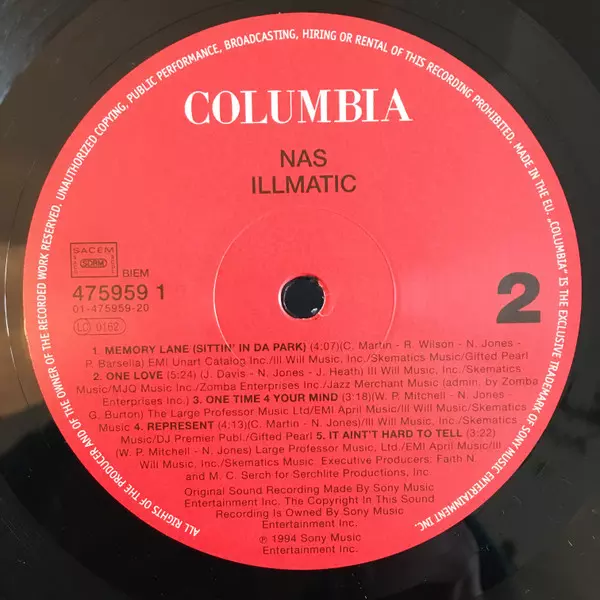 ALL RIGHTS OF THE PRODUCER AND OF THE OWNER OF THE RECORDED WORK RESERVED. UNAUTHORIZED COPYING, PUBLIC PERFORMANCE, BROADCASTING, HIRING OR RENTAL OF THIS RECORDING PROHIBITED. MADE IN THE EU. „COLUMBIA" IS THE EXCLUSIVE TRADEMARK OF SONY MUSIC ENTERTAINMENT INC.
COLUMBIA
NAS
ILLMATIC
SACEM
SDRM
BIEM
475959 1
01-475959-20
LC 0162
2
1. MEMORY LANE (SITTIN' IN DA PARK) (4:07)(C. Martin - R. Wilson - N. Jones -
P. Barsella) EMI Unart Catalog Inc./Ill Will Music, Inc./Skematics Music/Gifted Pearl
2. ONE LOVE (5:24) (J. Davis - N. Jones - J. Heath) Ill Will Music, Inc./Skematics
Music/MJQ Music Inc./Zomba Enterprises Inc./Jazz Merchant Music (admin. by Zomba
Enterprises Inc.) 3. ONE TIME 4 YOUR MIND (3:18)(W. P. Mitchell - N. Jones -
G. Burton) The Large Professor Music Ltd/EMI April Music/Ill Will Music/Skematics
Music 4. REPRESENT (4:13)(C. Martin - N. Jones)/Ill Will Music, Inc./Skematics
Music/DJ Premier Publ./Gifted Pearl 5. IT AIN'T HARD TO TELL (3:22)
(W. P. Mitchell - N. Jones) Large Professor Music, Ltd./EMI April Music/Ill
Will Music, Inc./Skematics Music. Executive Producers: Faith N.
and M. C. Serch for Serchlite Productions, Inc.
Original Sound Recording Made By Sony Music
Entertainment Inc. The Copyright In This Sound
Recording Is Owned By Sony Music
Entertainment Inc.
℗ 1994 Sony Music
Entertainment Inc.